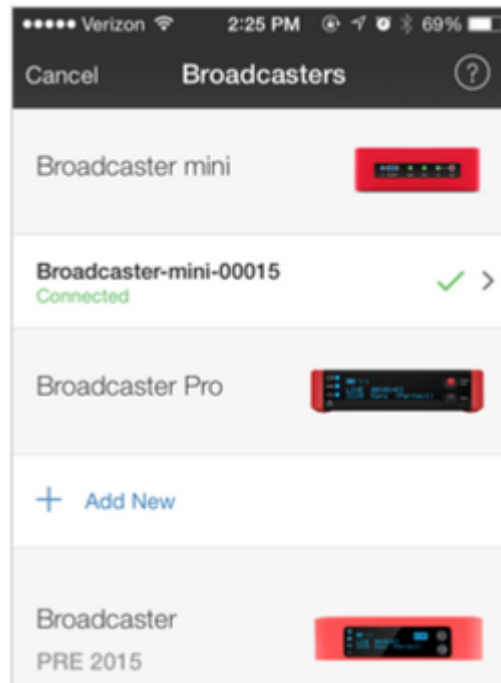 Verizon 2:25 PM 69%
Cancel Broadcasters ?
Broadcaster mini
Broadcaster-mini-00015
Connected
Broadcaster Pro
+ Add New
Broadcaster
PRE 2015